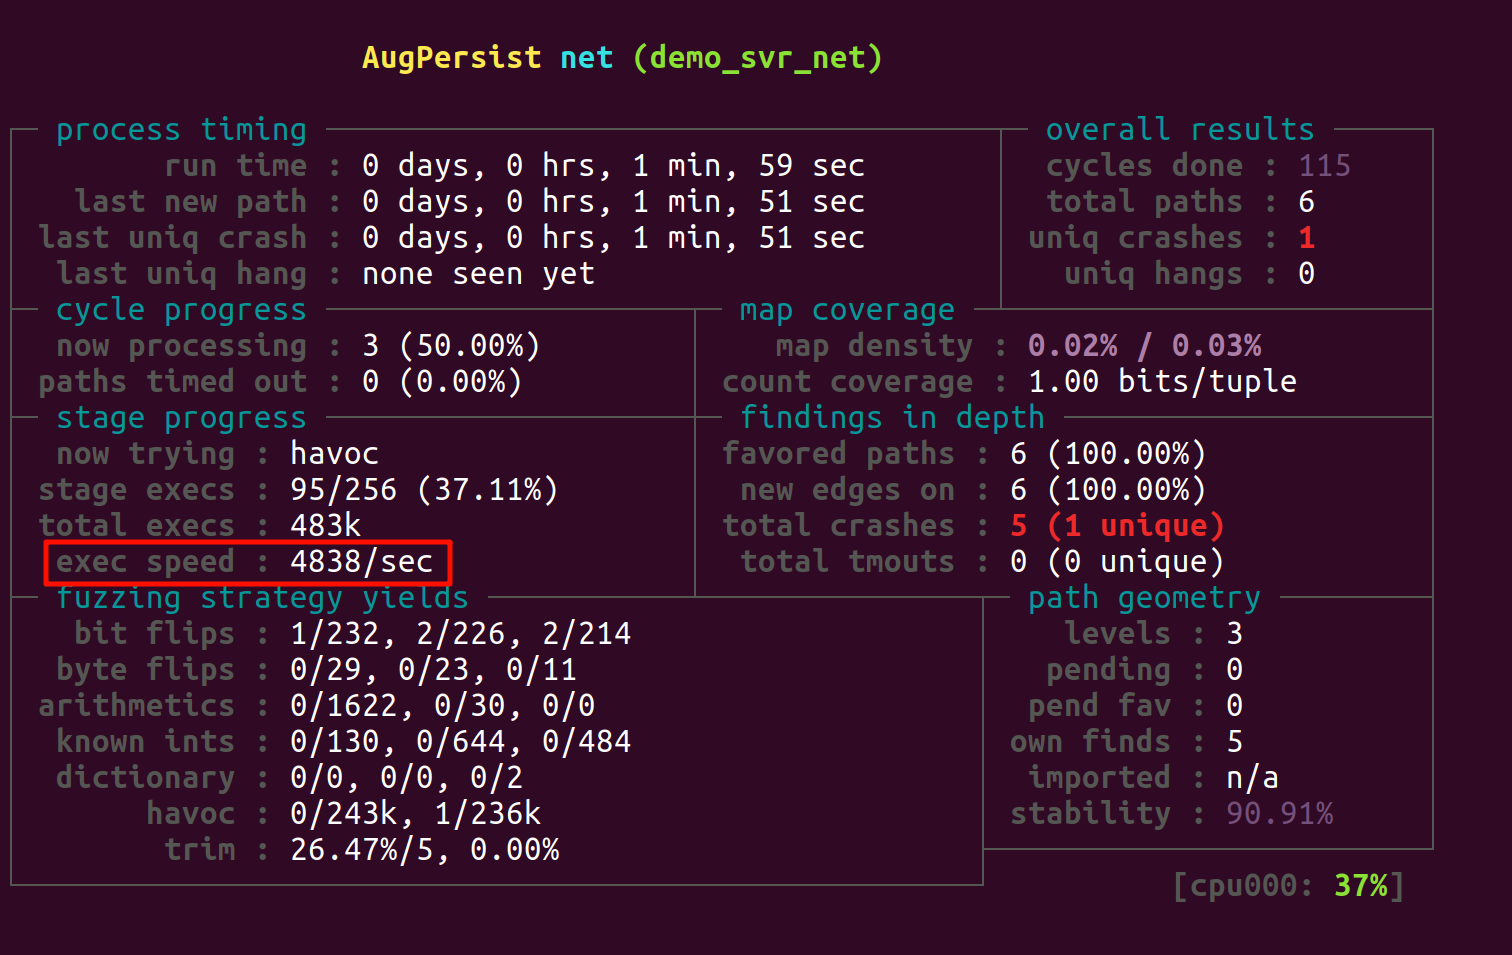 AugPersist net (demo_svr_net)
process timing
run time : 0 days, 0 hrs, 1 min, 59 sec
last new path : 0 days, 0 hrs, 1 min, 51 sec
last uniq crash : 0 days, 0 hrs, 1 min, 51 sec
last uniq hang : none seen yet
overall results
cycles done : 115
total paths : 6
uniq crashes : 1
uniq hangs : 0
cycle progress
now processing : 3 (50.00%)
paths timed out : 0 (0.00%)
map coverage
map density : 0.02% / 0.03%
count coverage : 1.00 bits/tuple
stage progress
now trying : havoc
stage execs : 95/256 (37.11%)
total execs : 483k
exec speed : 4838/sec
findings in depth
favored paths : 6 (100.00%)
new edges on : 6 (100.00%)
total crashes : 5 (1 unique)
total tmouts : 0 (0 unique)
fuzzing strategy yields
bit flips : 1/232, 2/226, 2/214
byte flips : 0/29, 0/23, 0/11
arithmetics : 0/1622, 0/30, 0/0
known ints : 0/130, 0/644, 0/484
dictionary : 0/0, 0/0, 0/2
havoc : 0/243k, 1/236k
trim : 26.47%/5, 0.00%
path geometry
levels : 3
pending : 0
pend fav : 0
own finds : 5
imported : n/a
stability : 90.91%
[cpu000: 37%]